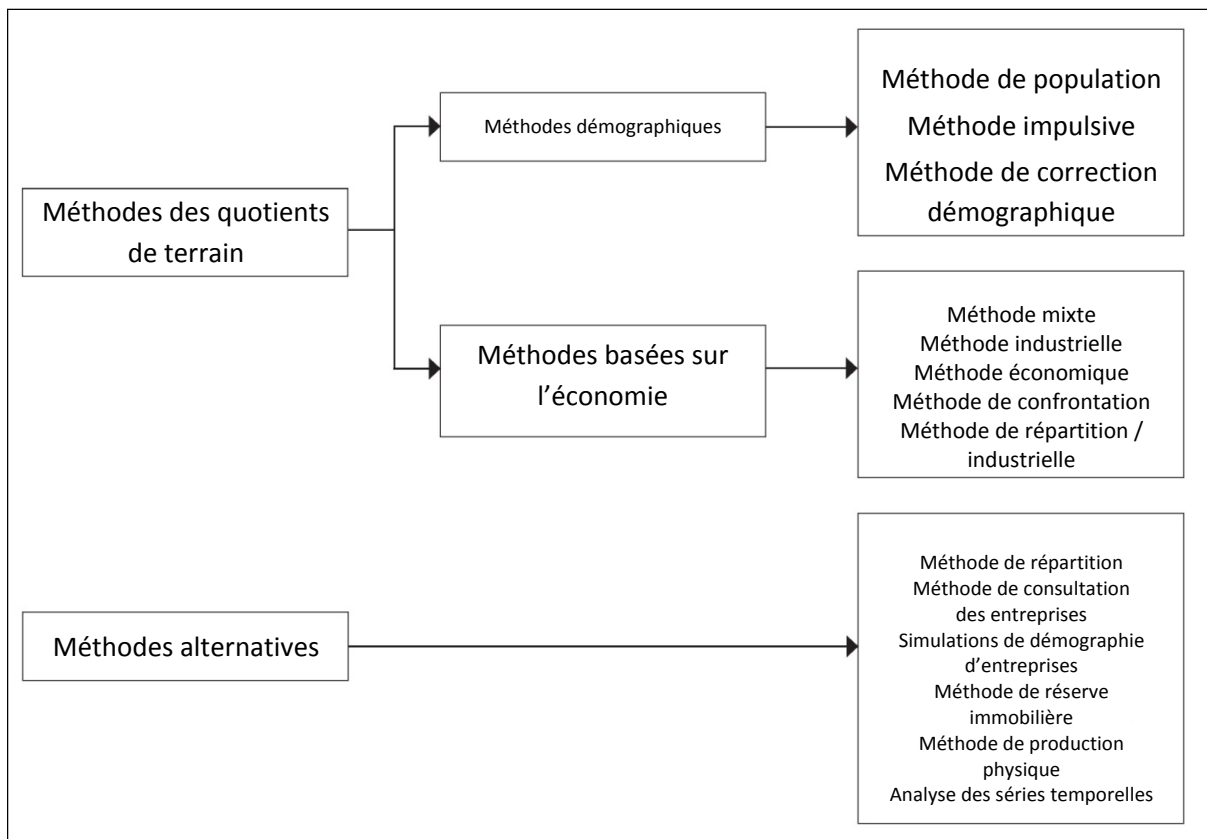 Méthodes des quotients
de terrain
Méthodes démographiques
Méthode de population
Méthode impulsive
Méthode de correction
démographique
Méthodes basées sur
l’économie
Méthode mixte
Méthode industrielle
Méthode économique
Méthode de confrontation
Méthode de répartition /
industrielle
Méthodes alternatives
Méthode de répartition
Méthode de consultation
des entreprises
Simulations de démographie
d’entreprises
Méthode de réserve
immobilière
Méthode de production
physique
Analyse des séries temporelles